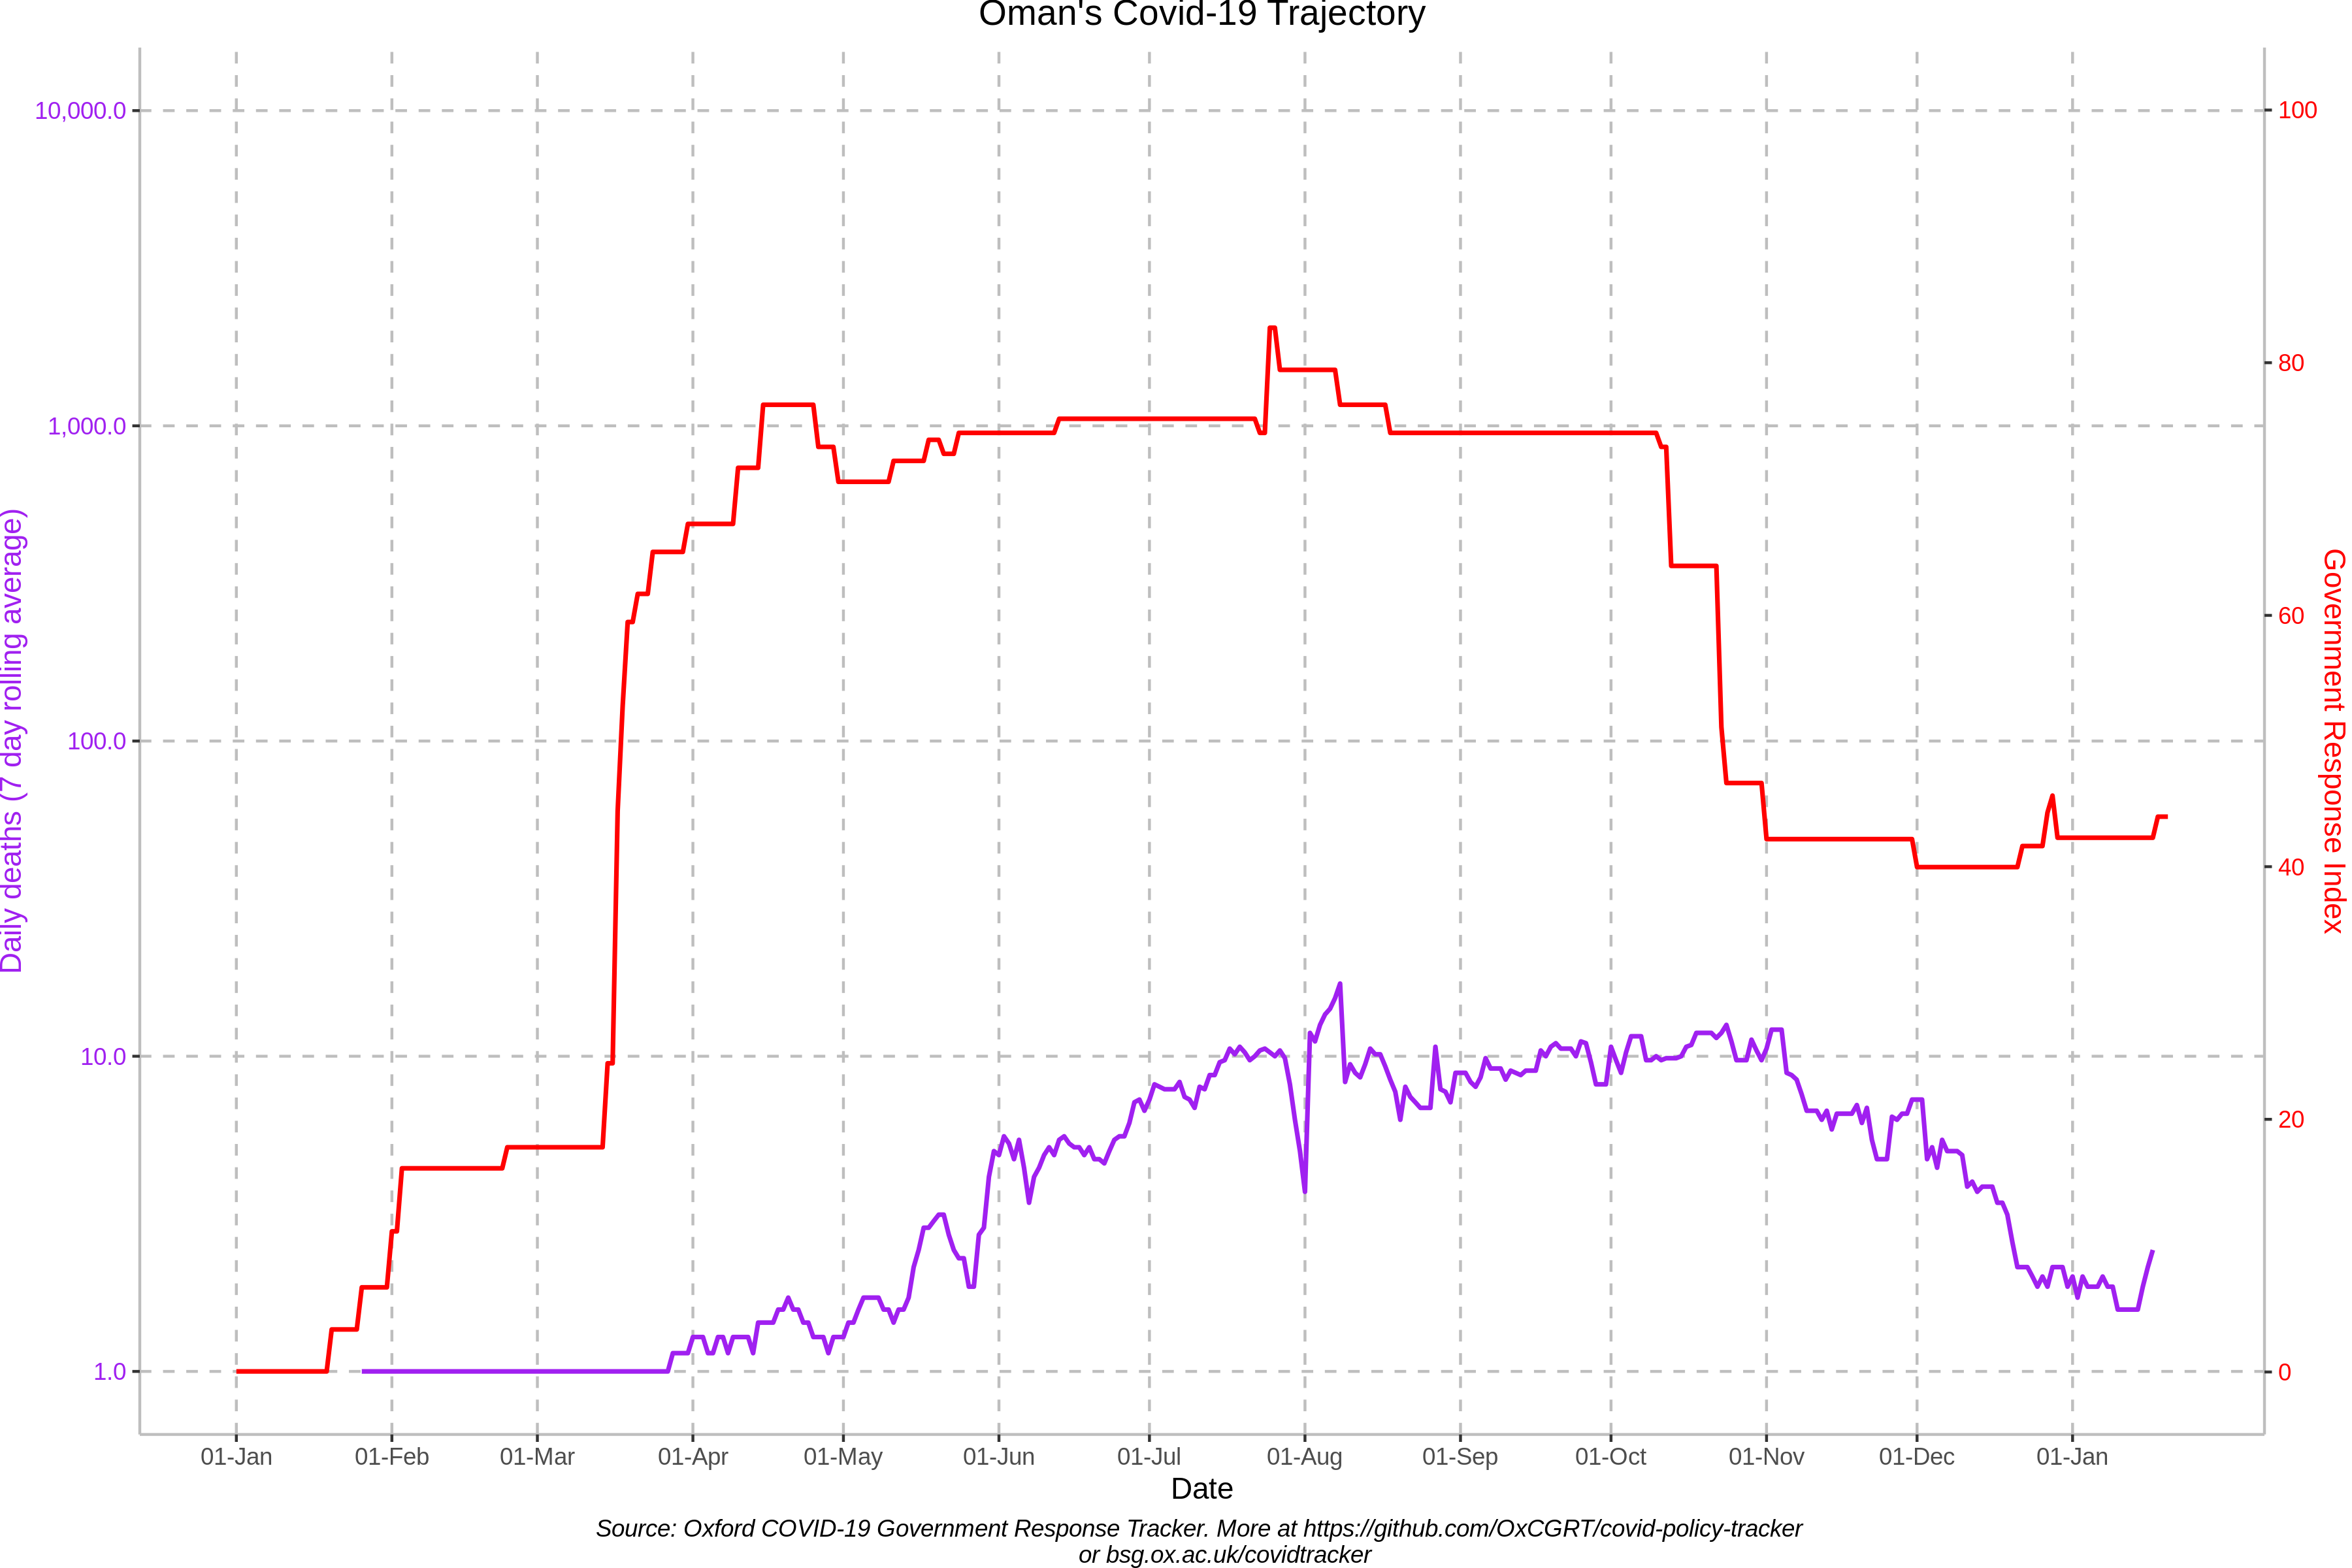 Oman's Covid-19 Trajectory
10,000.0
1,000.0
100.0
10.0
1.0
Daily deaths (7 day rolling average)
100
80
60
40
20
0
Government Response Index
01-Jan
01-Feb
01-Mar
01-Apr
01-May
01-Jun
01-Jul
01-Aug
01-Sep
01-Oct
01-Nov
01-Dec
01-Jan
Date
Source: Oxford COVID-19 Government Response Tracker. More at https://github.com/OxCGRT/covid-policy-tracker
or bsg.ox.ac.uk/covidtracker